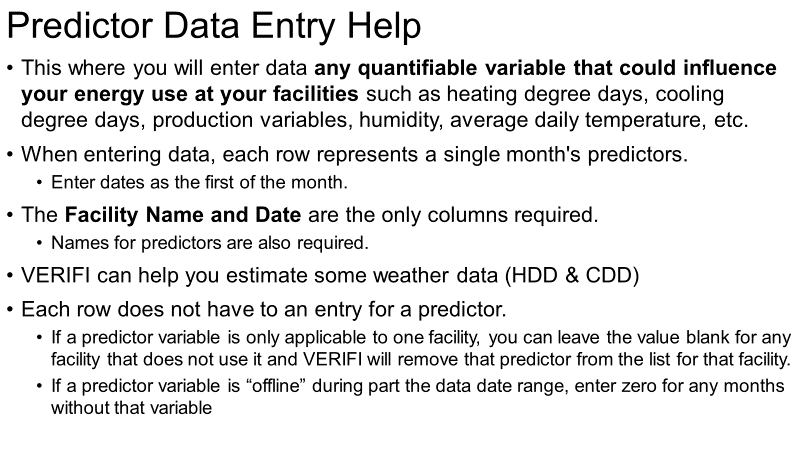 Predictor Data Entry Help
• This where you will enter data any quantifiable variable that could influence
your energy use at your facilities such as heating degree days, cooling
degree days, production variables, humidity, average daily temperature, etc.
• When entering data, each row represents a single month's predictors.
• Enter dates as the first of the month.
• The Facility Name and Date are the only columns required.
• Names for predictors are also required.
• VERIFI can help you estimate some weather data (HDD & CDD)
• Each row does not have to an entry for a predictor.
• If a predictor variable is only applicable to one facility, you can leave the value blank for any
facility that does not use it and VERIFI will remove that predictor from the list for that facility.
• If a predictor variable is “offline” during part the data date range, enter zero for any months
without that variable